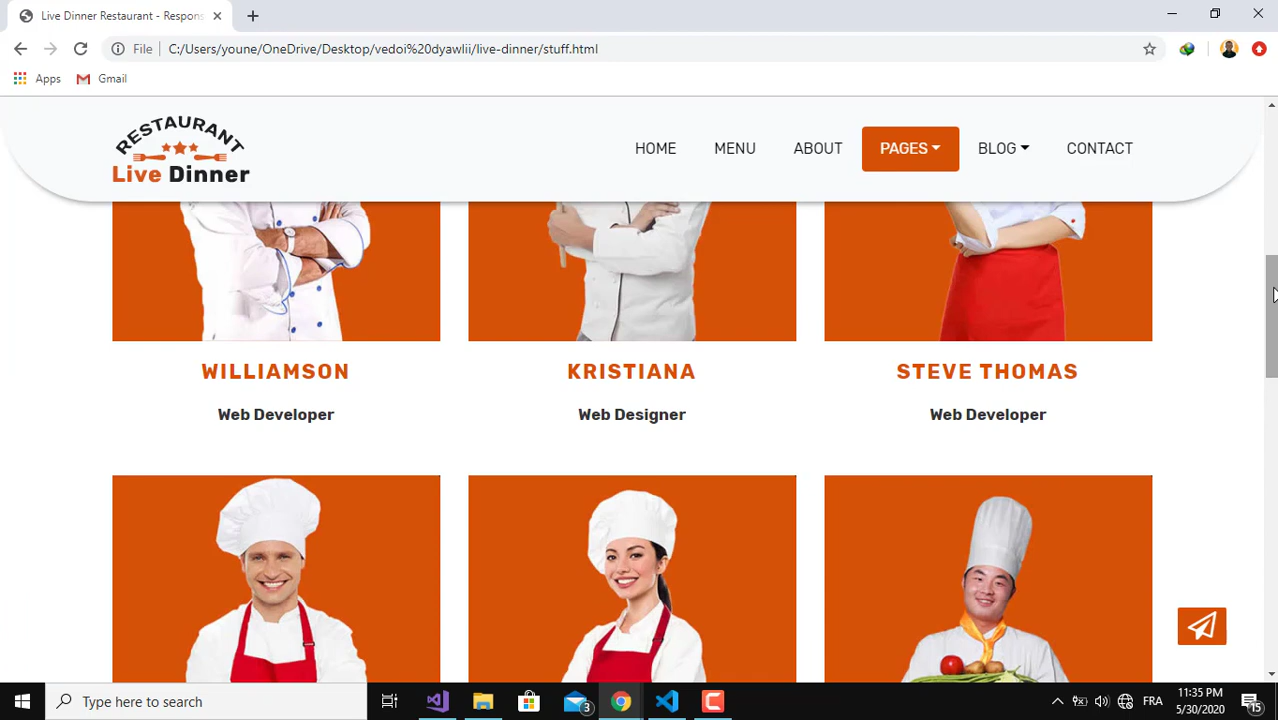 Live Dinner Restaurant - Respons
File C:/Users/youne/OneDrive/Desktop/vedoi%20dyawlii/live-dinner/stuff.html
Apps Gmail
RESTAURANT
Live Dinner
HOME MENU ABOUT PAGES BLOG CONTACT
WILLIAMSON KRISTIANA STEVE THOMAS
Web Developer Web Designer Web Developer
Type here to search
3
FRA
11:35 PM
5/30/2020
15